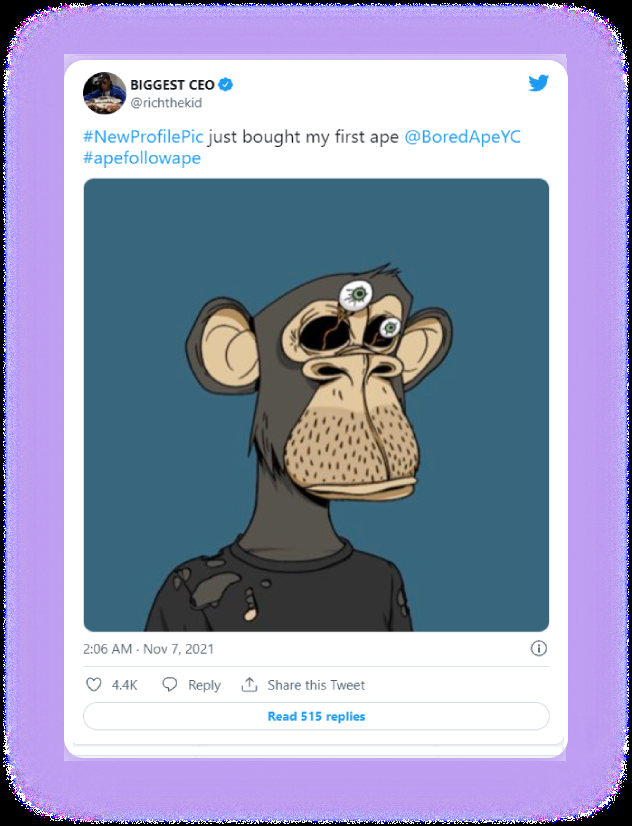 BIGGEST CEO
@richthekid
#NewProfilePic just bought my first ape @BoredApeYC
#apefollowape
2:06 AM · Nov 7, 2021
4.4K Reply Share this Tweet
Read 515 replies